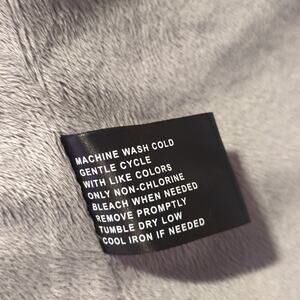 MACHINE WASH COLD
GENTLE CYCLE
WITH LIKE COLORS
ONLY NON-CHLORINE
BLEACH WHEN NEEDED
REMOVE PROMPTLY
TUMBLE DRY LOW
COOL IRON IF NEEDED